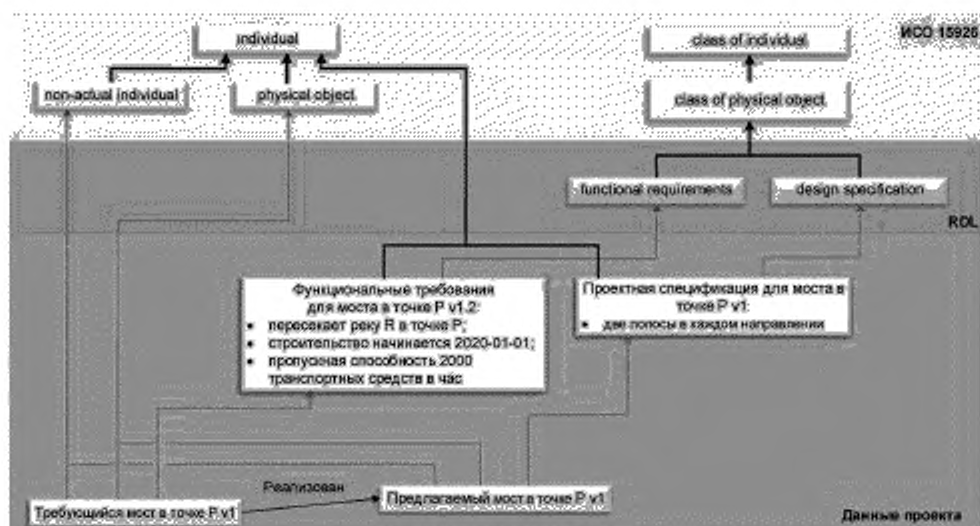 individual
class of individual
ИСО 15926
non-actual individual
physical object
class of physical object
functional requirements
design specification
RDL
Функциональные требования
для моста в точке P v1.2:
• пересекает реку R в точке P;
• строительство начинается 2020-01-01;
• пропускная способность 2000
транспортных средств в час
Проектная спецификация для моста в
точке P v1:
• две полосы в каждом направлении
Реализован
Требующийся мост в точке P v1
Предлагаемый мост в точке P v1
Данные проекта